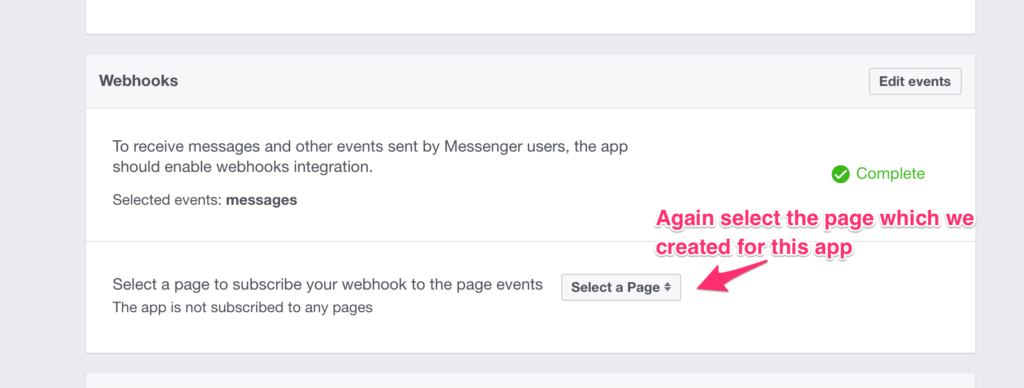 Webhooks
Edit events
To receive messages and other events sent by Messenger users, the app
should enable webhooks integration.
Complete
Selected events: messages
Again select the page which we
created for this app
Select a page to subscribe your webhook to the page events
Select a Page
The app is not subscribed to any pages